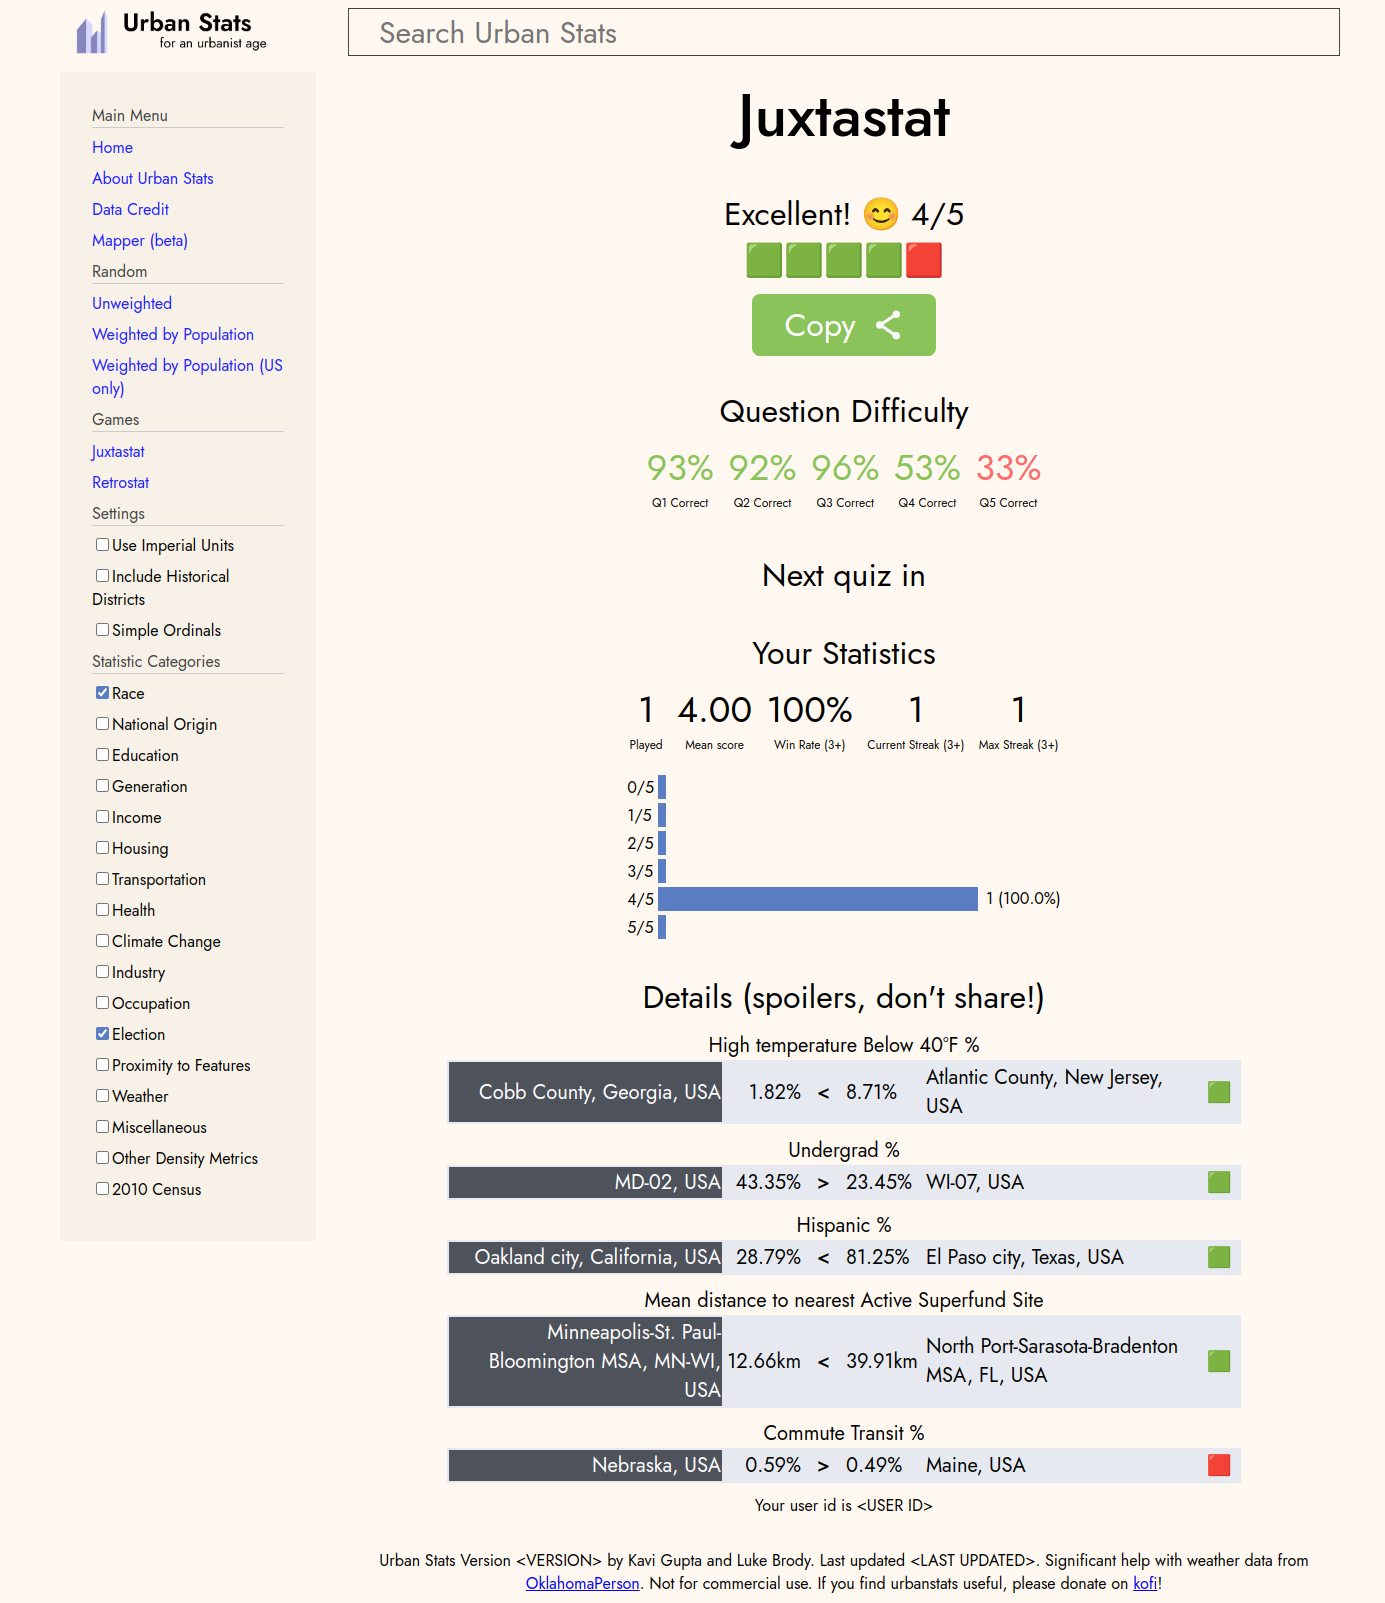 Urban Stats
for an urbanist age
Search Urban Stats
Main Menu
Home
About Urban Stats
Data Credit
Mapper (beta)
Random
Unweighted
Weighted by Population
Weighted by Population (US
only)
Games
Juxtastat
Retrostat
Settings
Use Imperial Units
Include Historical
Districts
Simple Ordinals
Statistic Categories
Race
National Origin
Education
Generation
Income
Housing
Transportation
Health
Climate Change
Industry
Occupation
Election
Proximity to Features
Weather
Miscellaneous
Other Density Metrics
2010 Census
Juxtastat
Excellent! 😊 4/5
Copy
Question Difficulty
93% 92% 96% 53% 33%
Q1 Correct Q2 Correct Q3 Correct Q4 Correct Q5 Correct
Next quiz in
Your Statistics
1 4.00 100% 1 1
Played Mean score Win Rate (3+) Current Streak (3+) Max Streak (3+)
0/5
1/5
2/5
3/5
4/5 1 (100.0%)
5/5
Details (spoilers, don't share!)
High temperature Below 40°F %
Cobb County, Georgia, USA 1.82% < 8.71% Atlantic County, New Jersey,
USA
Undergrad %
MD-02, USA 43.35% > 23.45% WI-07, USA
Hispanic %
Oakland city, California, USA 28.79% < 81.25% El Paso city, Texas, USA
Mean distance to nearest Active Superfund Site
Minneapolis-St. Paul-
Bloomington MSA, MN-WI,
USA
12.66km < 39.91km
North Port-Sarasota-Bradenton
MSA, FL, USA
Commute Transit %
Nebraska, USA 0.59% > 0.49% Maine, USA
Your user id is <USER ID>
Urban Stats Version <VERSION> by Kavi Gupta and Luke Brody. Last updated <LAST UPDATED>. Significant help with weather data from
OklahomaPerson. Not for commercial use. If you find urbanstats useful, please donate on kofi!